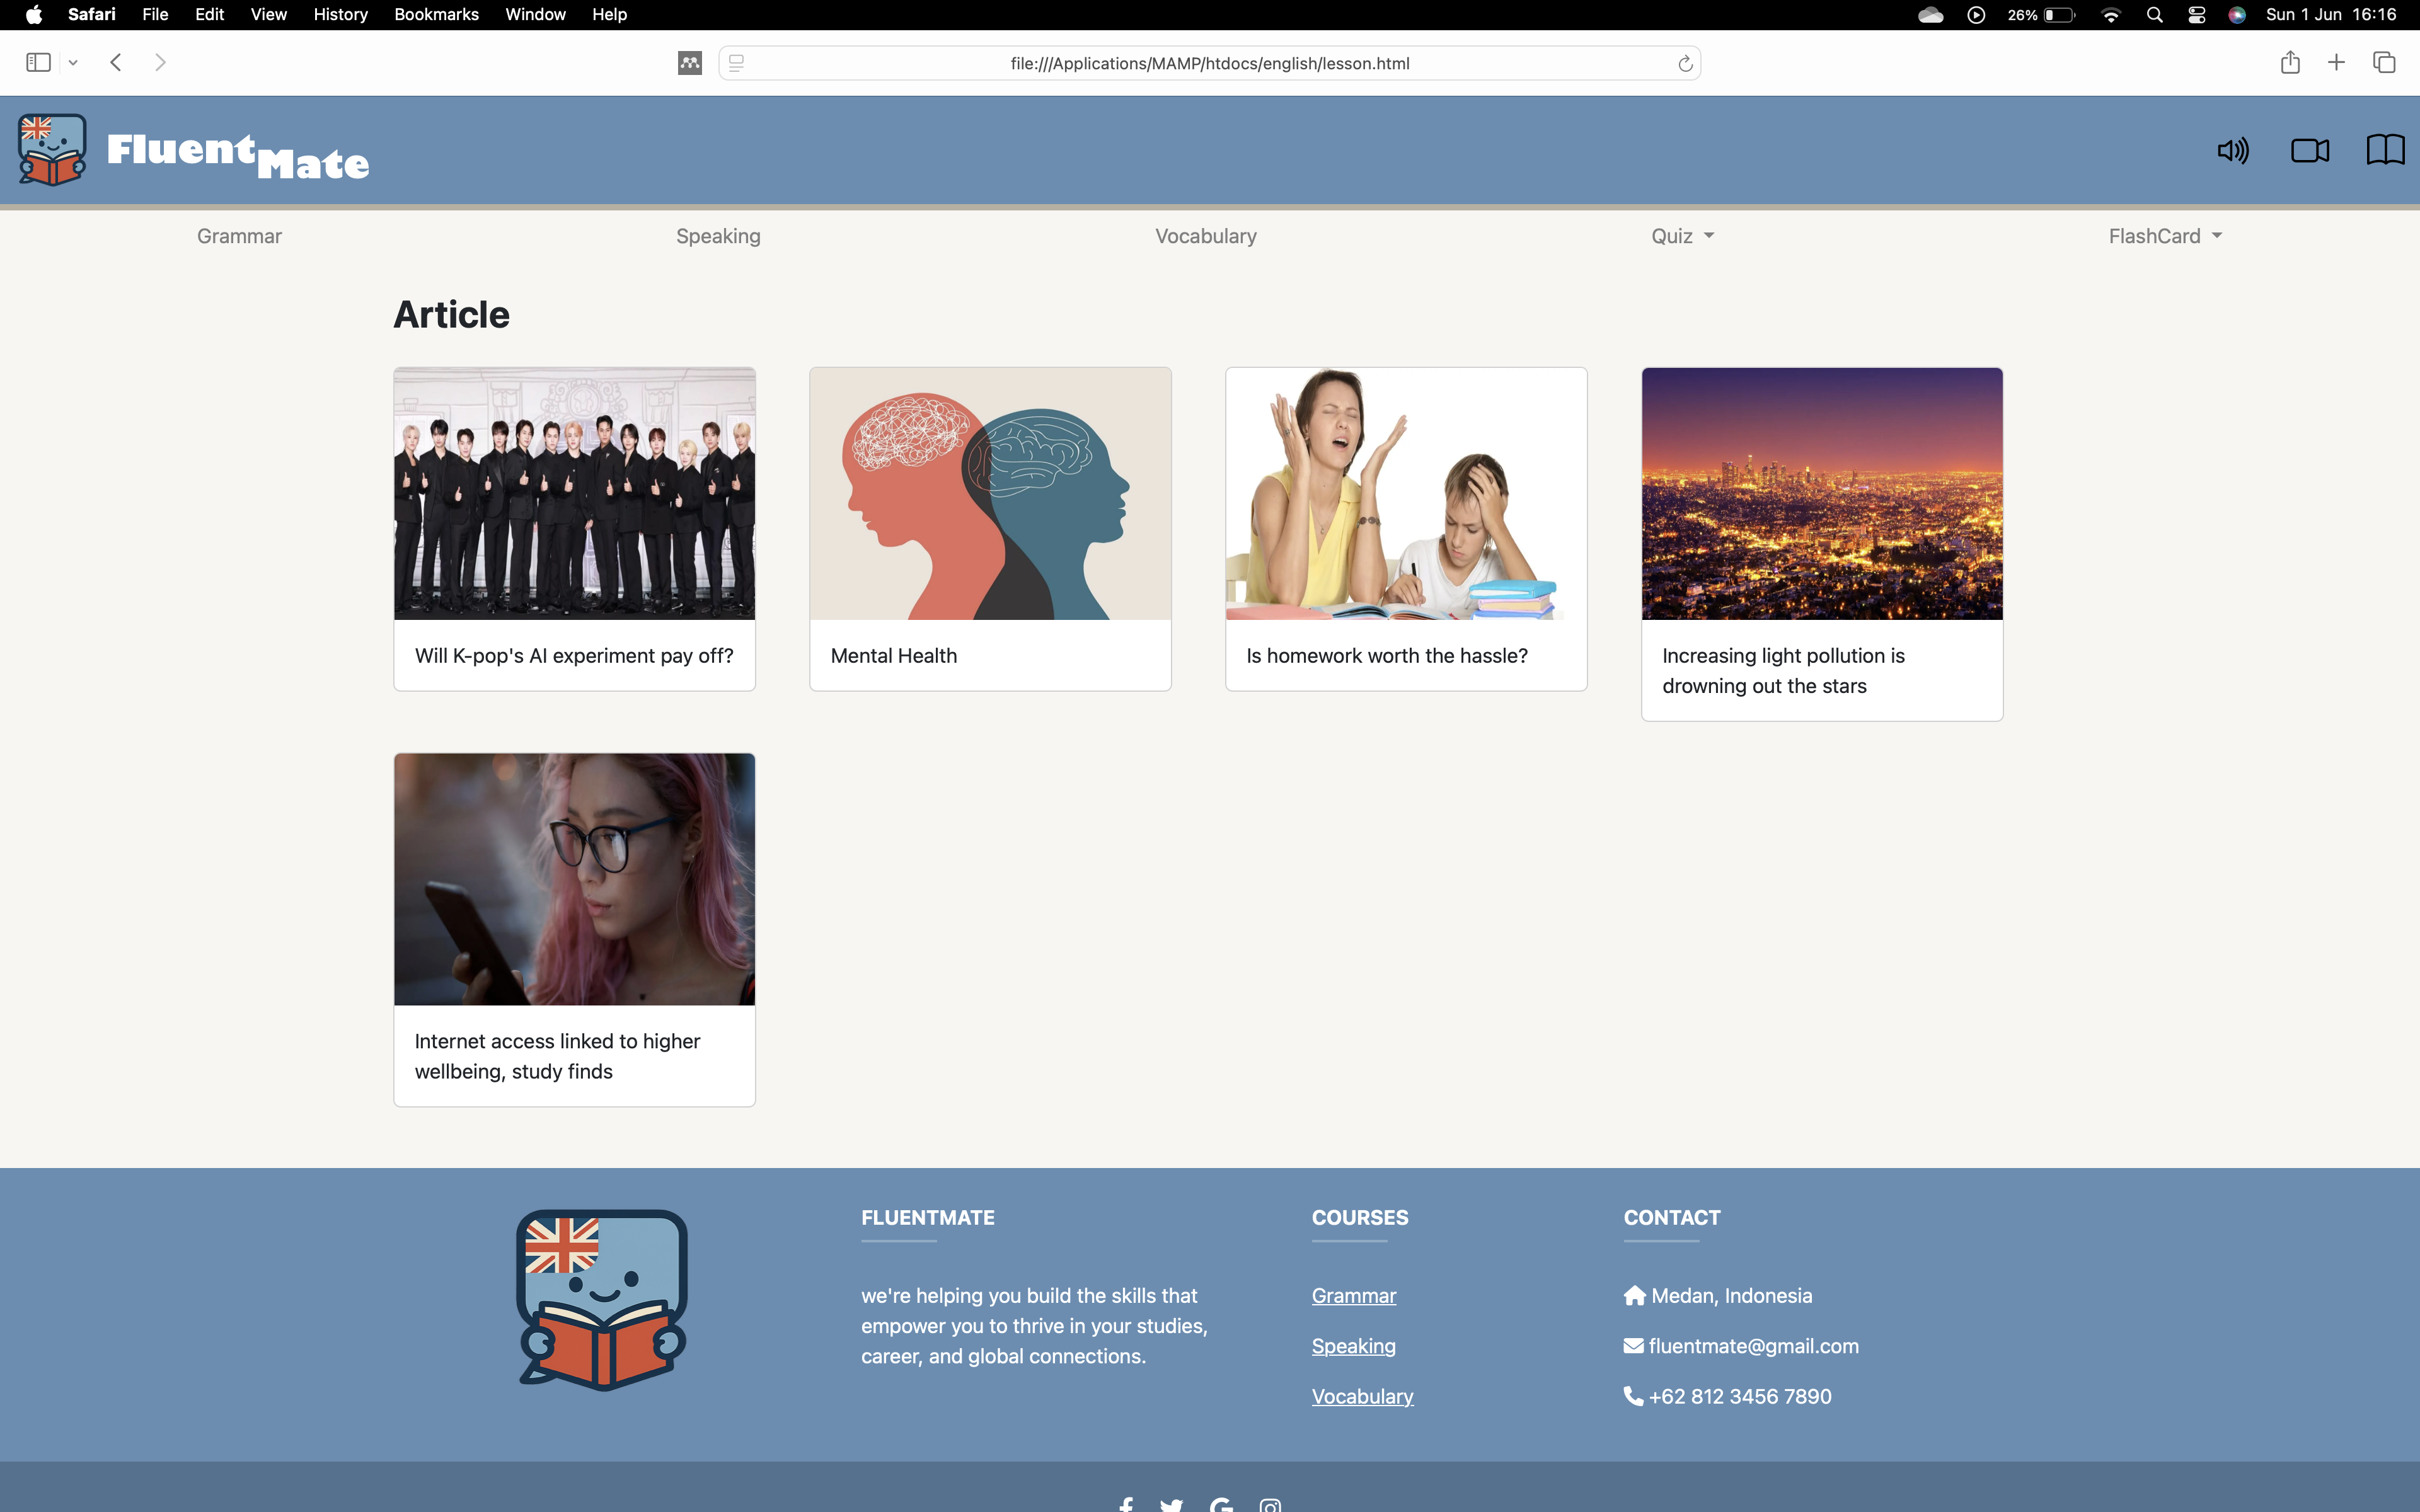 Safari File Edit View History Bookmarks Window Help 26% Sun 1 Jun 16:16
file:///Applications/MAMP/htdocs/english/lesson.html
FluentMate
Grammar Speaking Vocabulary Quiz FlashCard
Article
Will K-pop's AI experiment pay off?
Mental Health
Is homework worth the hassle?
Increasing light pollution is
drowning out the stars
Internet access linked to higher
wellbeing, study finds
FLUENTMATE
we're helping you build the skills that
empower you to thrive in your studies,
career, and global connections.
COURSES
Grammar
Speaking
Vocabulary
CONTACT
Medan, Indonesia
fluentmate@gmail.com
+62 812 3456 7890